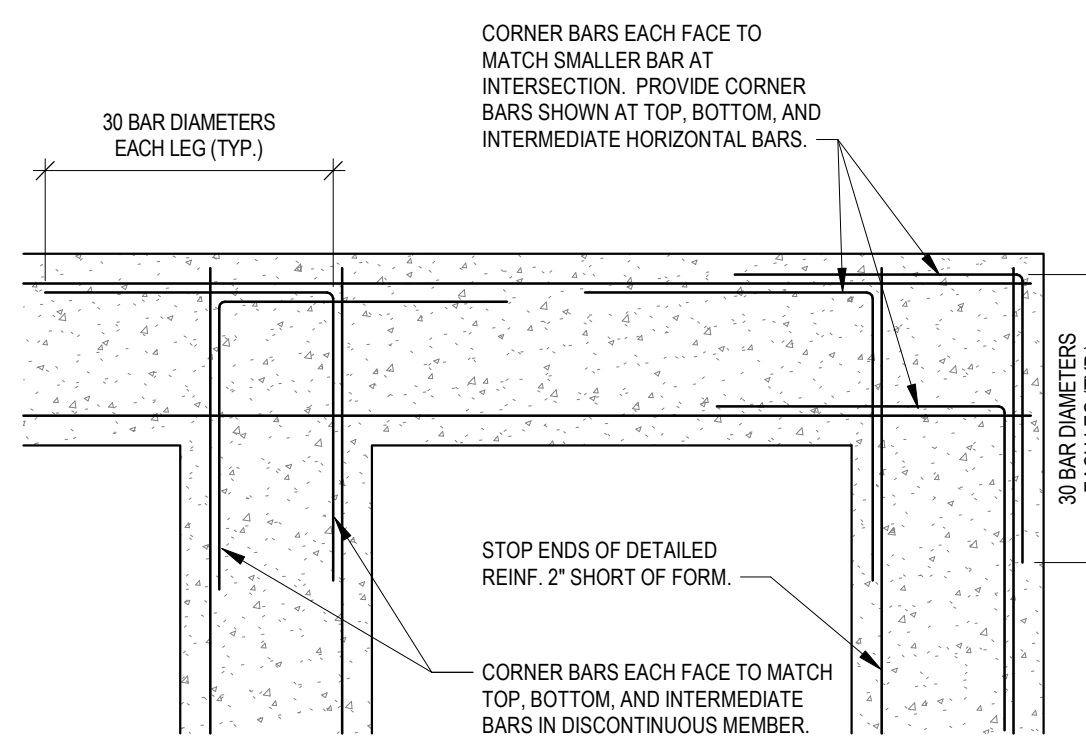 CORNER BARS EACH FACE TO
MATCH SMALLER BAR AT
INTERSECTION. PROVIDE CORNER
BARS SHOWN AT TOP, BOTTOM, AND
INTERMEDIATE HORIZONTAL BARS.
30 BAR DIAMETERS
EACH LEG (TYP.)
30 BAR DIAMETERS
STOP ENDS OF DETAILED
REINF. 2" SHORT OF FORM.
CORNER BARS EACH FACE TO MATCH
TOP, BOTTOM, AND INTERMEDIATE
BARS IN DISCONTINUOUS MEMBER.